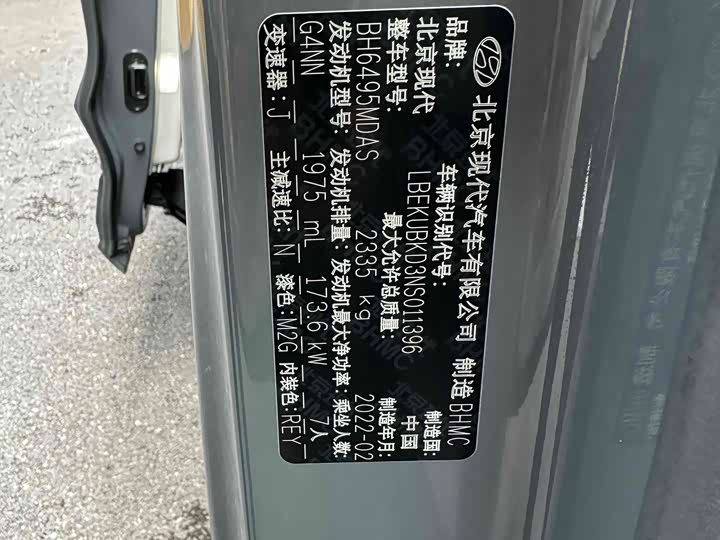 北京现代汽车有限公司 制造 BHMC
品牌: 车辆识别代号: 制造国:
北京现代 LBEKUBKD3NS011396 中国
整车型号: 最大允许总质量: 制造年月:
BH6495MDAS 2335 kg 2022-02
发动机型号: 发动机排量: 发动机最大净功率: 乘坐人数:
G4NN 1975 mL 173.6 kW 7人
变速器: J 主减速比: N 漆色: M2G 内装色: REY